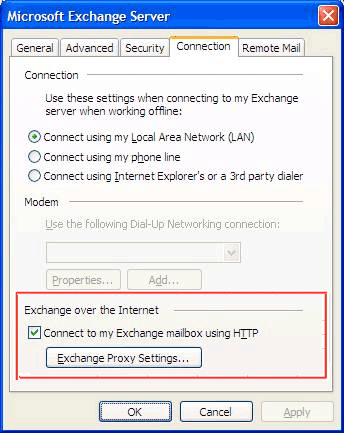 Microsoft Exchange Server
General Advanced Security Connection Remote Mail
Connection
Use these settings when connecting to my Exchange
server when working offline:
Connect using my Local Area Network (LAN)
Connect using my phone line
Connect using Internet Explorer's or a 3rd party dialer
Modem
Use the following Dial-Up Networking connection:
Properties... Add...
Exchange over the Internet
Connect to my Exchange mailbox using HTTP
Exchange Proxy Settings...
OK Cancel Apply